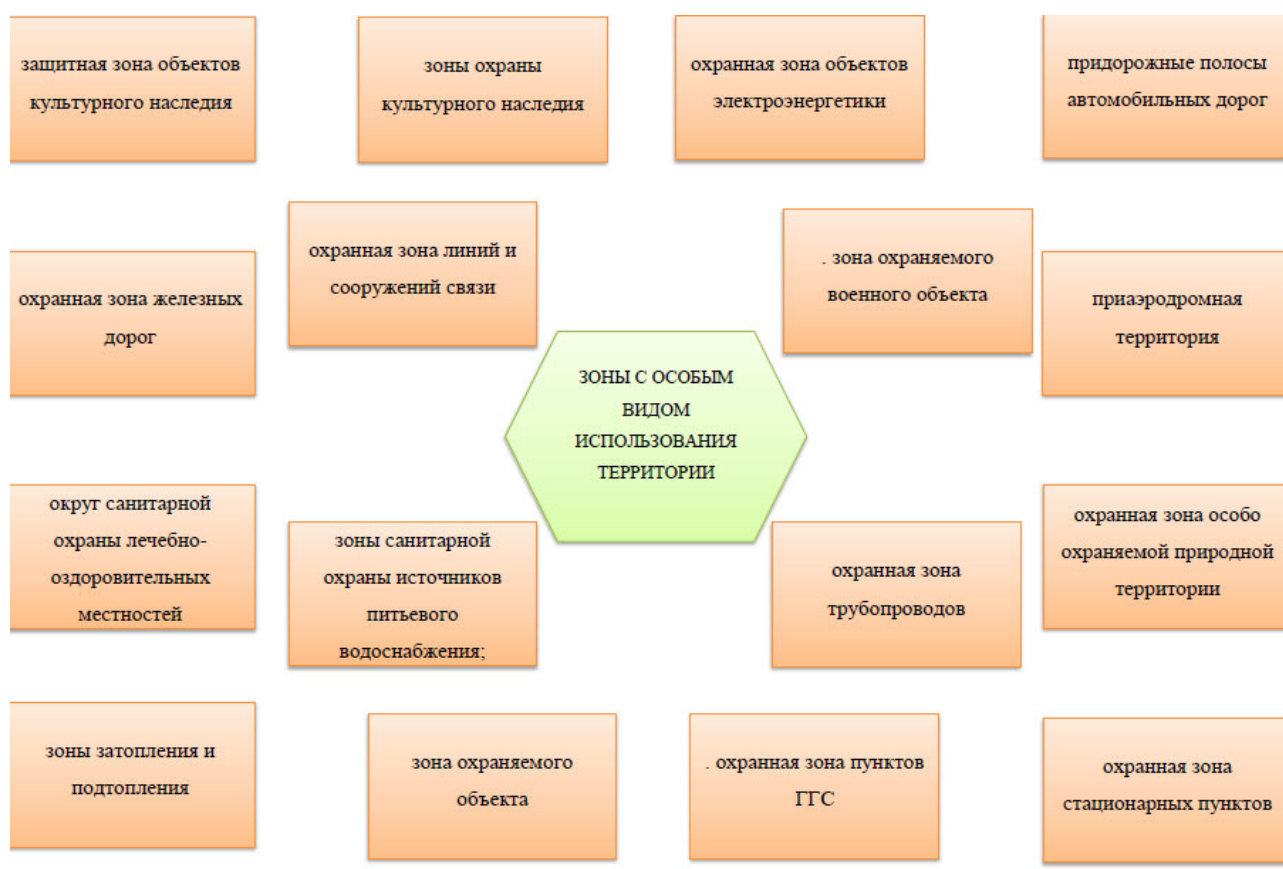 защитная зона объектов
культурного наследия
зоны охраны
культурного наследия
охранная зона объектов
электроэнергетики
придорожные полосы
автомобильных дорог
охранная зона железных
дорог
охранная зона линий и
сооружений связи
. зона охраняемого
военного объекта
приаэродромная
территория
ЗОНЫ С ОСОБЫМ
ВИДОМ
ИСПОЛЬЗОВАНИЯ
ТЕРРИТОРИИ
округ санитарной
охраны лечебно-
оздоровительных
местностей
зоны санитарной
охраны источников
питьевого
водоснабжения;
охранная зона
трубопроводов
охранная зона особо
охраняемой природной
территории
зоны затопления и
подтопления
зона охраняемого
объекта
. охранная зона пунктов
ГГС
охранная зона
стационарных пунктов